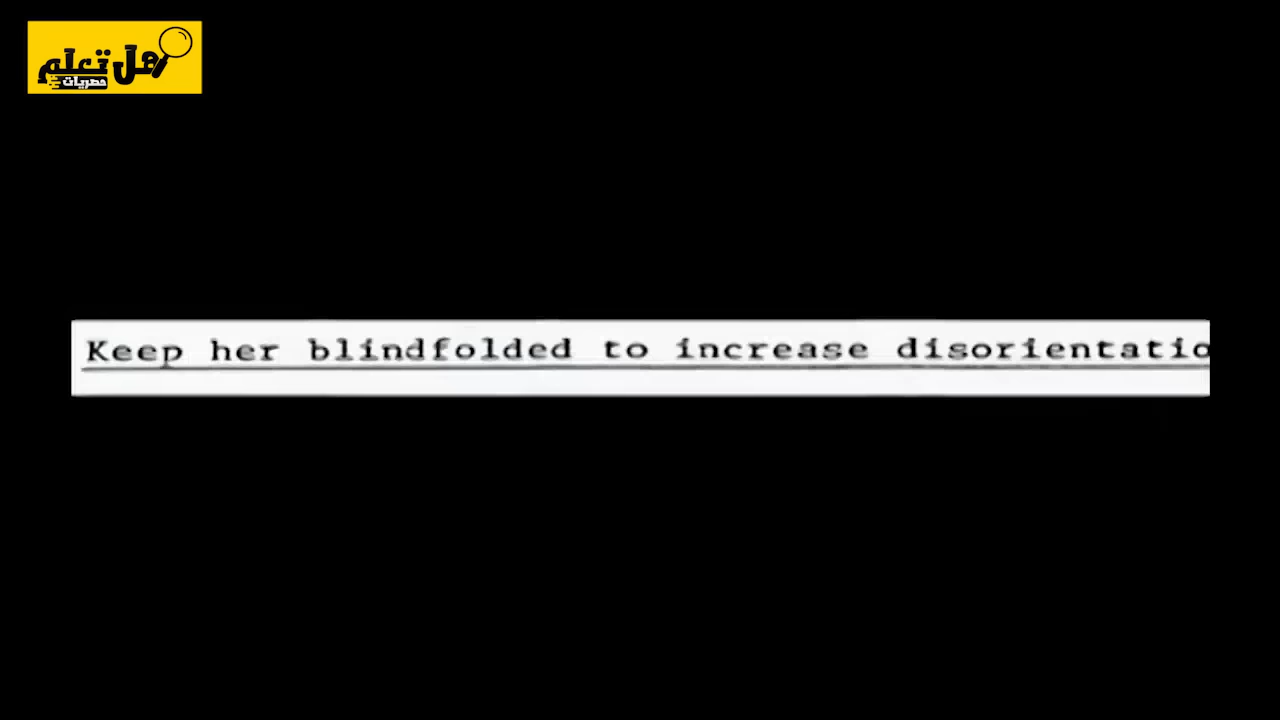 هل تعلم
حصريات
Keep her blindfolded to increase disorientatio